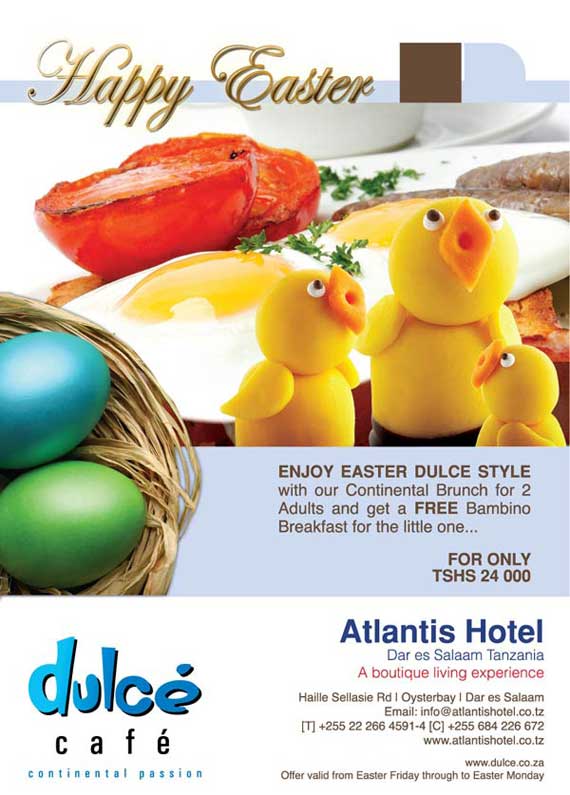 Happy Easter
ENJOY EASTER DULCE STYLE
with our Continental Brunch for 2
Adults and get a FREE Bambino
Breakfast for the little one...
FOR ONLY
TSHS 24 000
dulcé
café
continental passion
Atlantis Hotel
Dar es Salaam Tanzania
A boutique living experience
Haille Sellasie Rd | Oysterbay | Dar es Salaam
Email: info@atlantishotel.co.tz
[T] +255 22 266 4591-4 [C] +255 684 226 672
www.atlantishotel.co.tz
www.dulce.co.za
Offer valid from Easter Friday through to Easter Monday